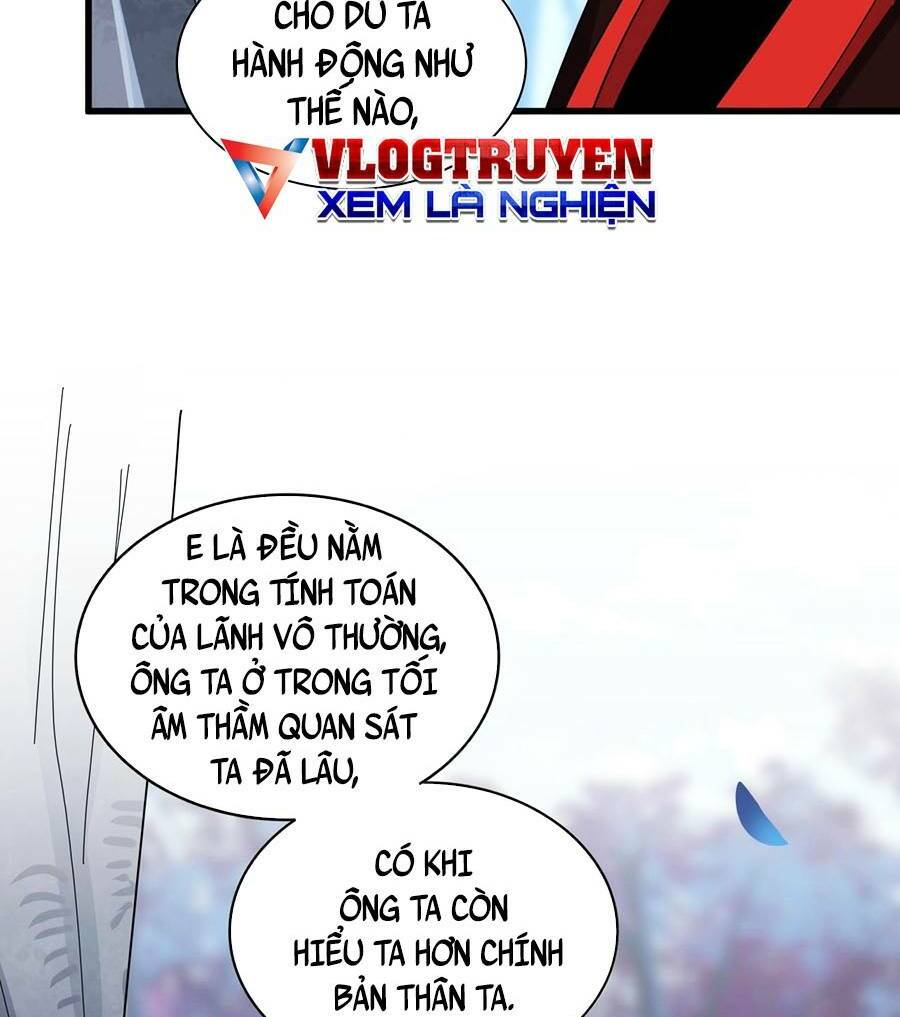 CHO DÙ TA
HÀNH ĐỘNG NHƯ
THẾ NÀO,
VLOGTRUYEN
XEM LÀ NGHIỆN
E LÀ ĐỀU NẰM
TRONG TÍNH TOÁN
CỦA LÃNH VÔ THƯỜNG,
ÔNG TA Ở TRONG TỐI
ÂM THẦM QUAN SÁT
TA ĐÃ LÂU,
CÓ KHI
ÔNG TA CÒN
HIỂU TA HƠN CHÍNH
BẢN THÂN TA.